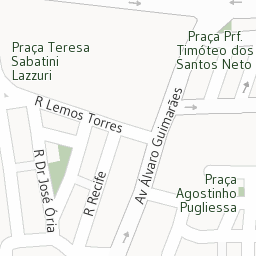 Praça Prf.
Timóteo dos
Santos Neto
Praça Teresa
Sabatini
Lazzuri
R Lemos Torres
Av Álvaro Guimarães
R Dr José Óría
R Recife
Praça
Agostinho
Pugliessa